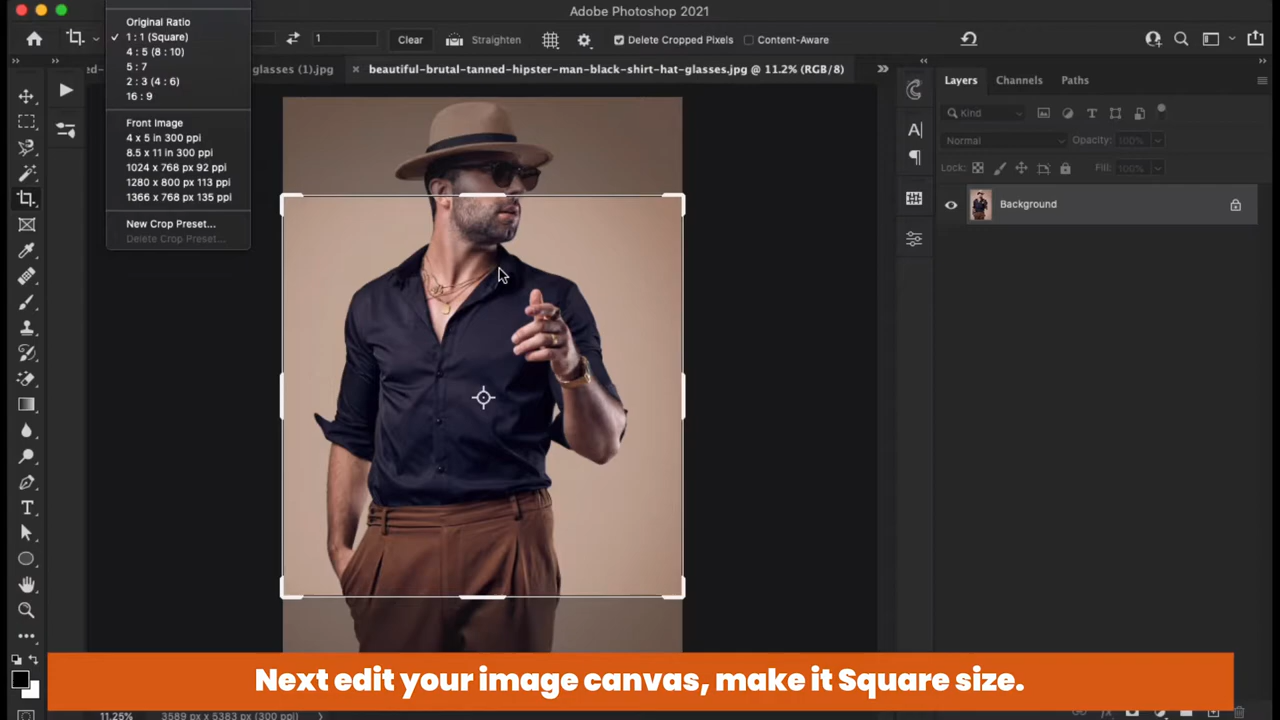 Adobe Photoshop 2021
Original Ratio
1 : 1 (Square)
4 : 5 (8 : 10)
5 : 7
2 : 3 (4 : 6)
16 : 9
Front Image
4 x 5 in 300 ppi
8.5 x 11 in 300 ppi
1024 x 768 px 92 ppi
1280 x 800 px 113 ppi
1366 x 768 px 135 ppi
New Crop Preset...
Delete Crop Preset...
1
Clear
Straighten
Delete Cropped Pixels
Content-Aware
glasses (1).jpg
× beautiful-brutal-tanned-hipster-man-black-shirt-hat-glasses.jpg @ 11.2% (RGB/8)
Layers
Channels
Paths
Kind
Normal
Opacity: 100%
Lock:
Fill: 100%
Background
Next edit your image canvas, make it Square size.
11.25%
3589 px x 5383 px (300 ppi)